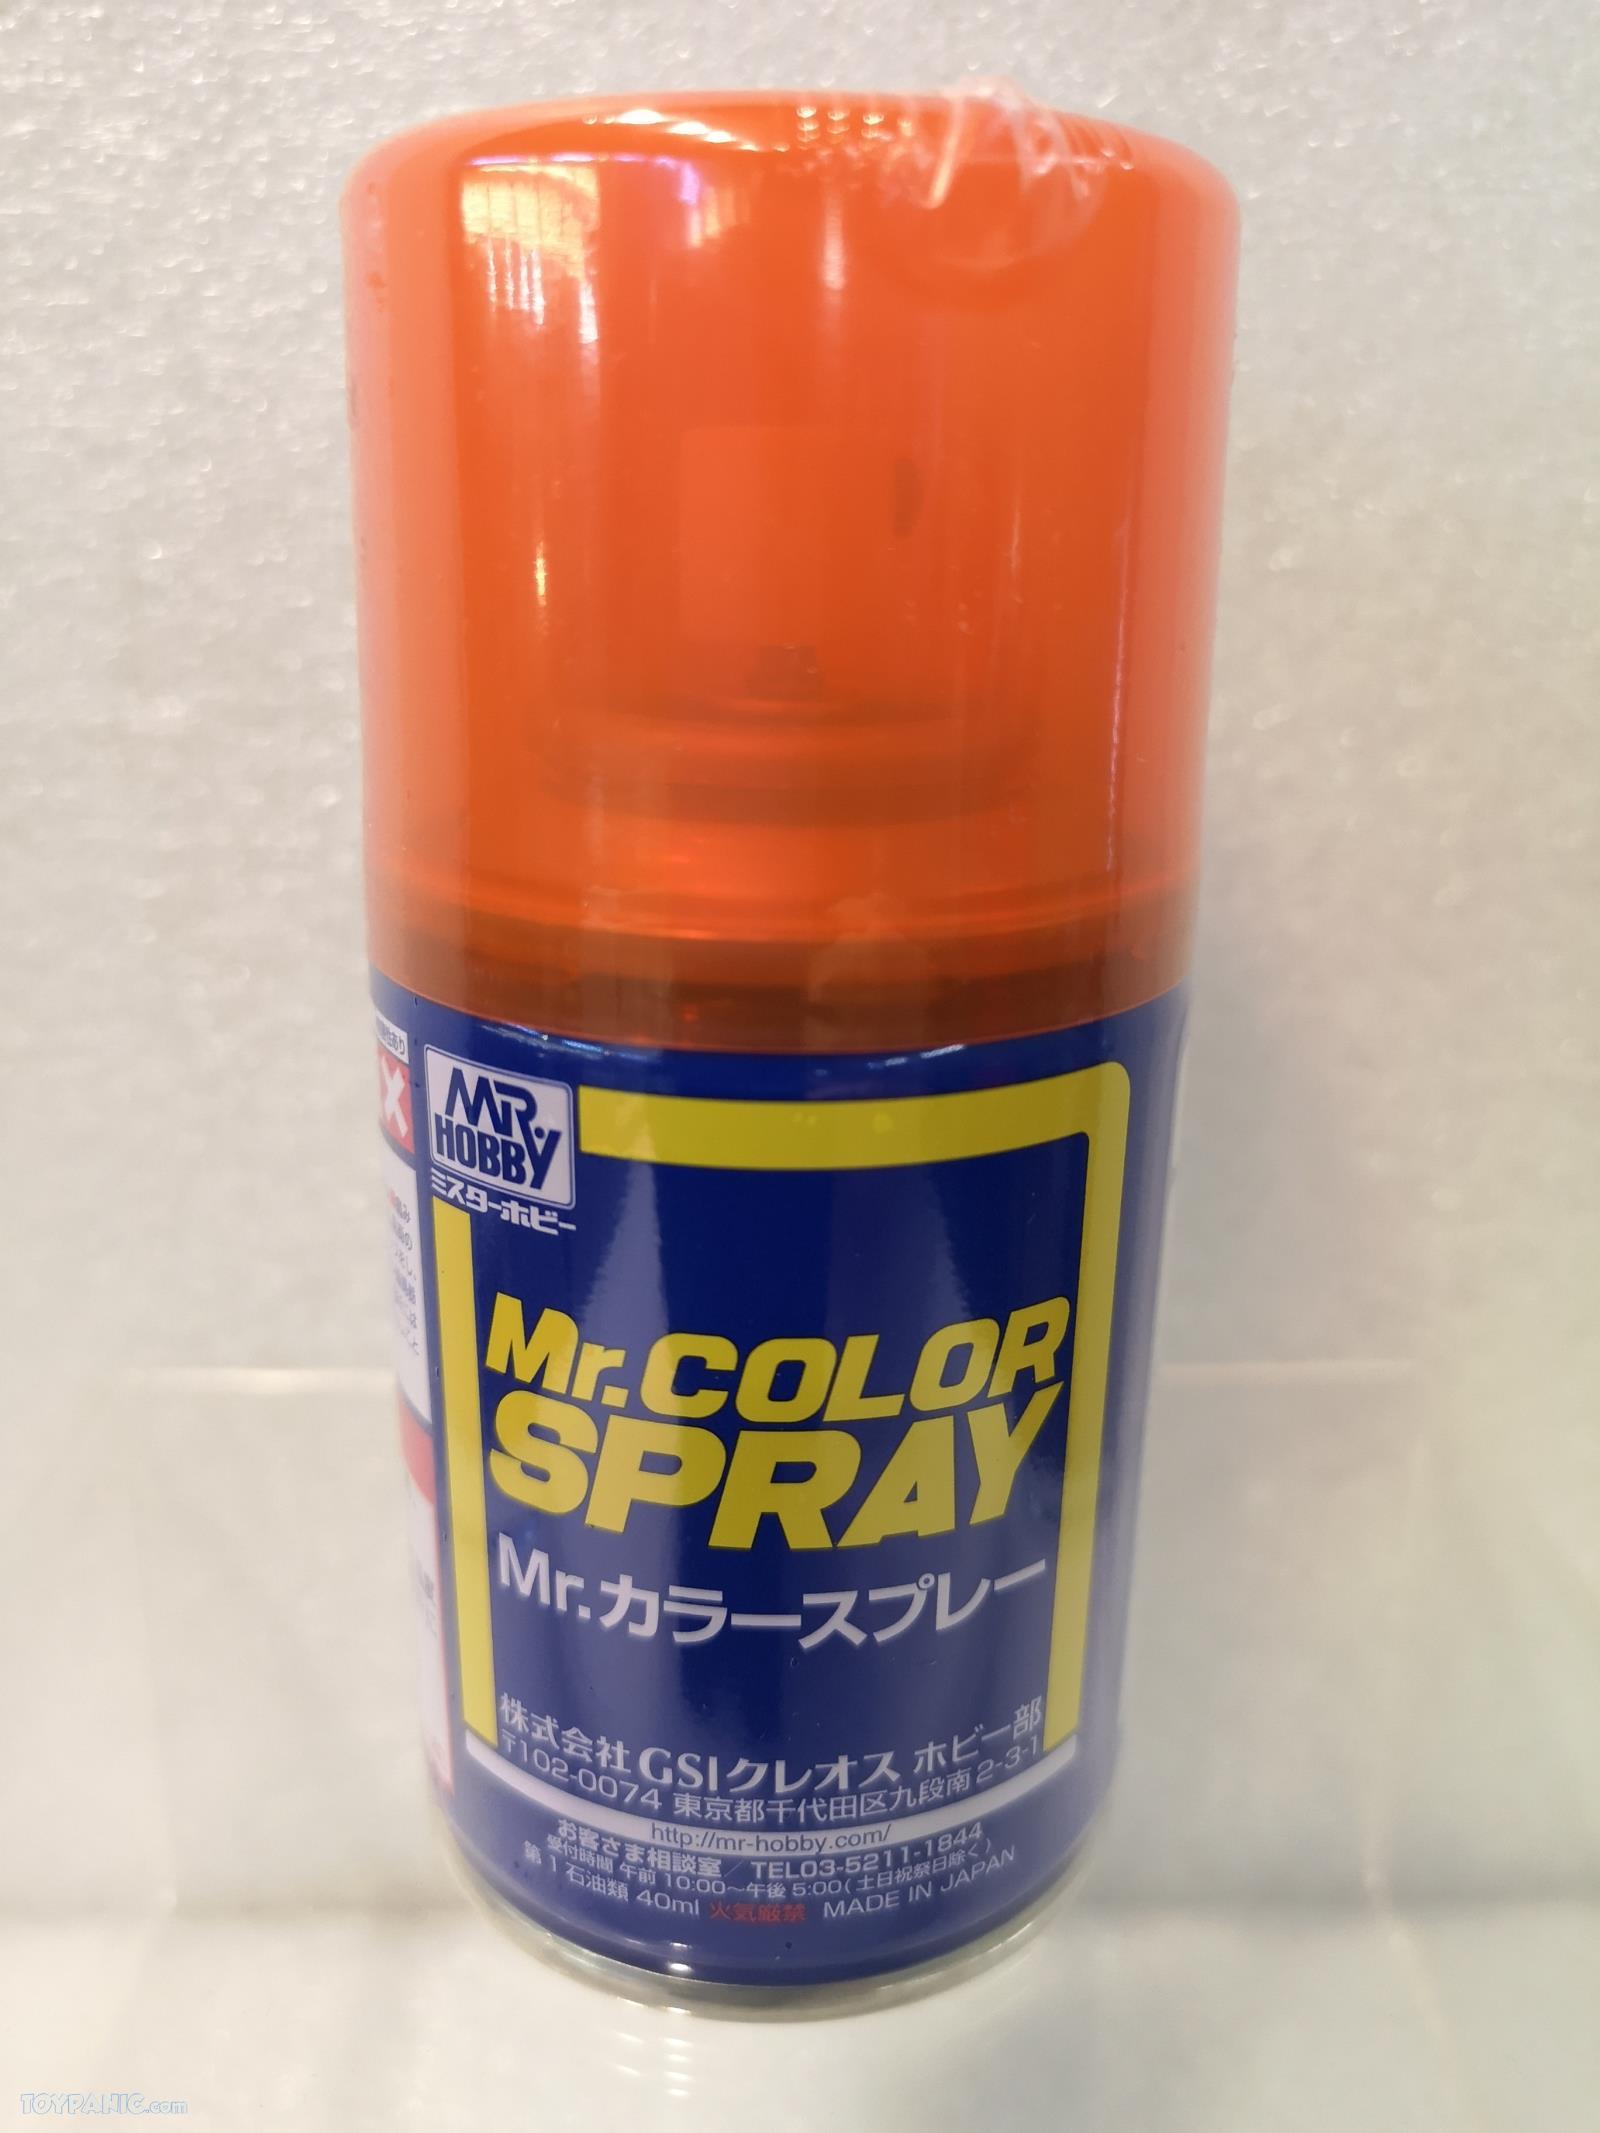 MR.
HOBBY
ミスターホビー
Mr.COLOR
SPRAY
Mr.カラースプレー
株式会社 GSIクレオス ホビー部
〒102-0074 東京都千代田区九段南2-3-1
http://mr-hobby.com/
お客さま相談室/TEL03-5211-1844
受付時間 午前10:00〜午後5:00(土日祝祭日除く)
第1石油類 40ml 火気厳禁 MADE IN JAPAN
TOYPANIC.com